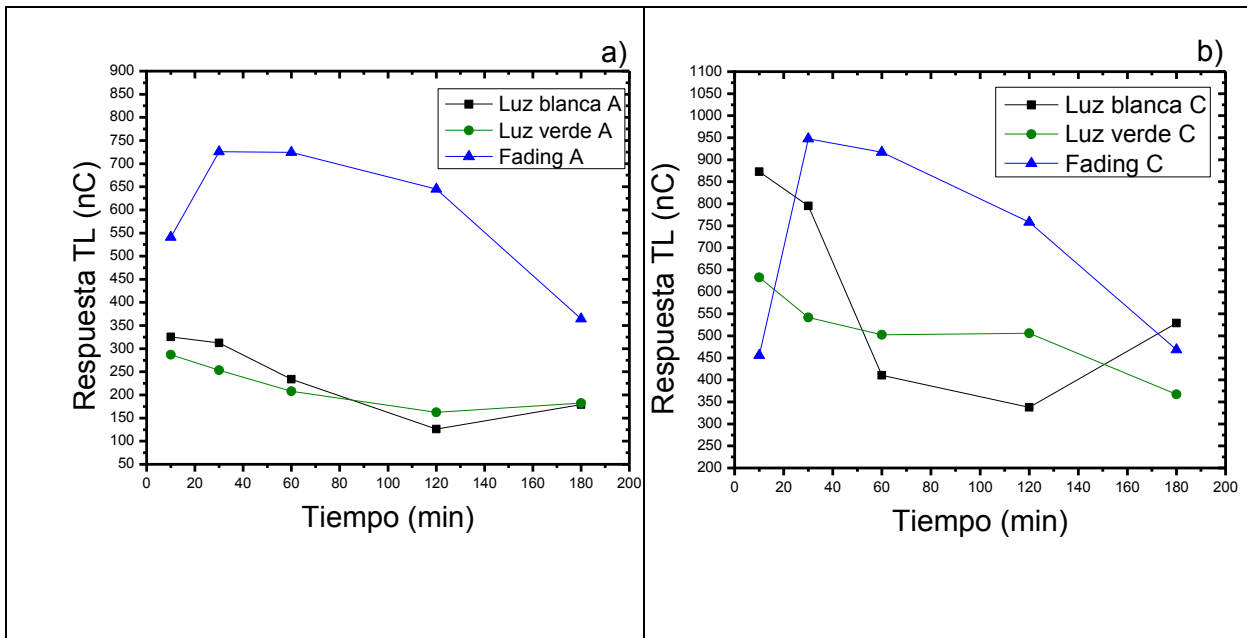 a)
900
850
800
750
700
650
600
550
500
450
400
350
300
250
200
150
100
50
Respuesta TL (nC)
Luz blanca A
Luz verde A
Fading A
0 20 40 60 80 100 120 140 160 180 200
Tiempo (min)
b)
1100
1050
1000
950
900
850
800
750
700
650
600
550
500
450
400
350
300
250
200
Respuesta TL (nC)
Luz blanca C
Luz verde C
Fading C
0 20 40 60 80 100 120 140 160 180 200
Tiempo (min)